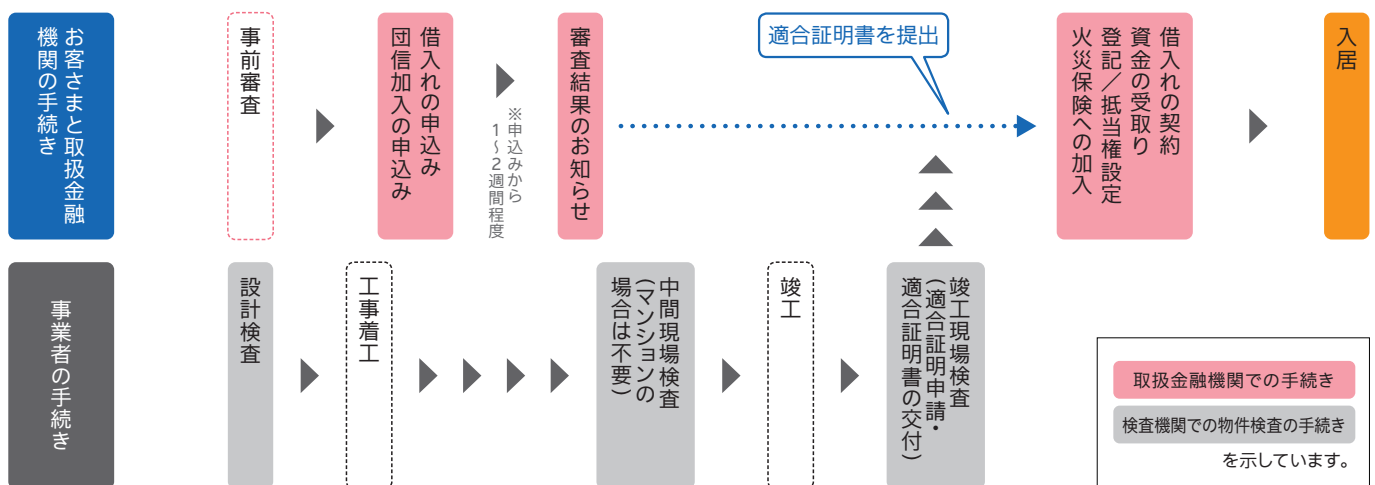 お客さまと取扱金融
機関の手続き
事前審査
借入れの申込み
団信加入の申込み
※申込みから
1～2週間程度
審査結果のお知らせ
適合証明書を提出
借入れの契約
資金の受取り
登記／抵当権設定
火災保険への加入
入居
事業者の手続き
設計検査
工事着工
中間現場検査
(マンションの
場合は不要)
竣工
竣工現場検査
(適合証明申請・
適合証明書の交付)
取扱金融機関での手続き
検査機関での物件検査の手続き
を示しています。